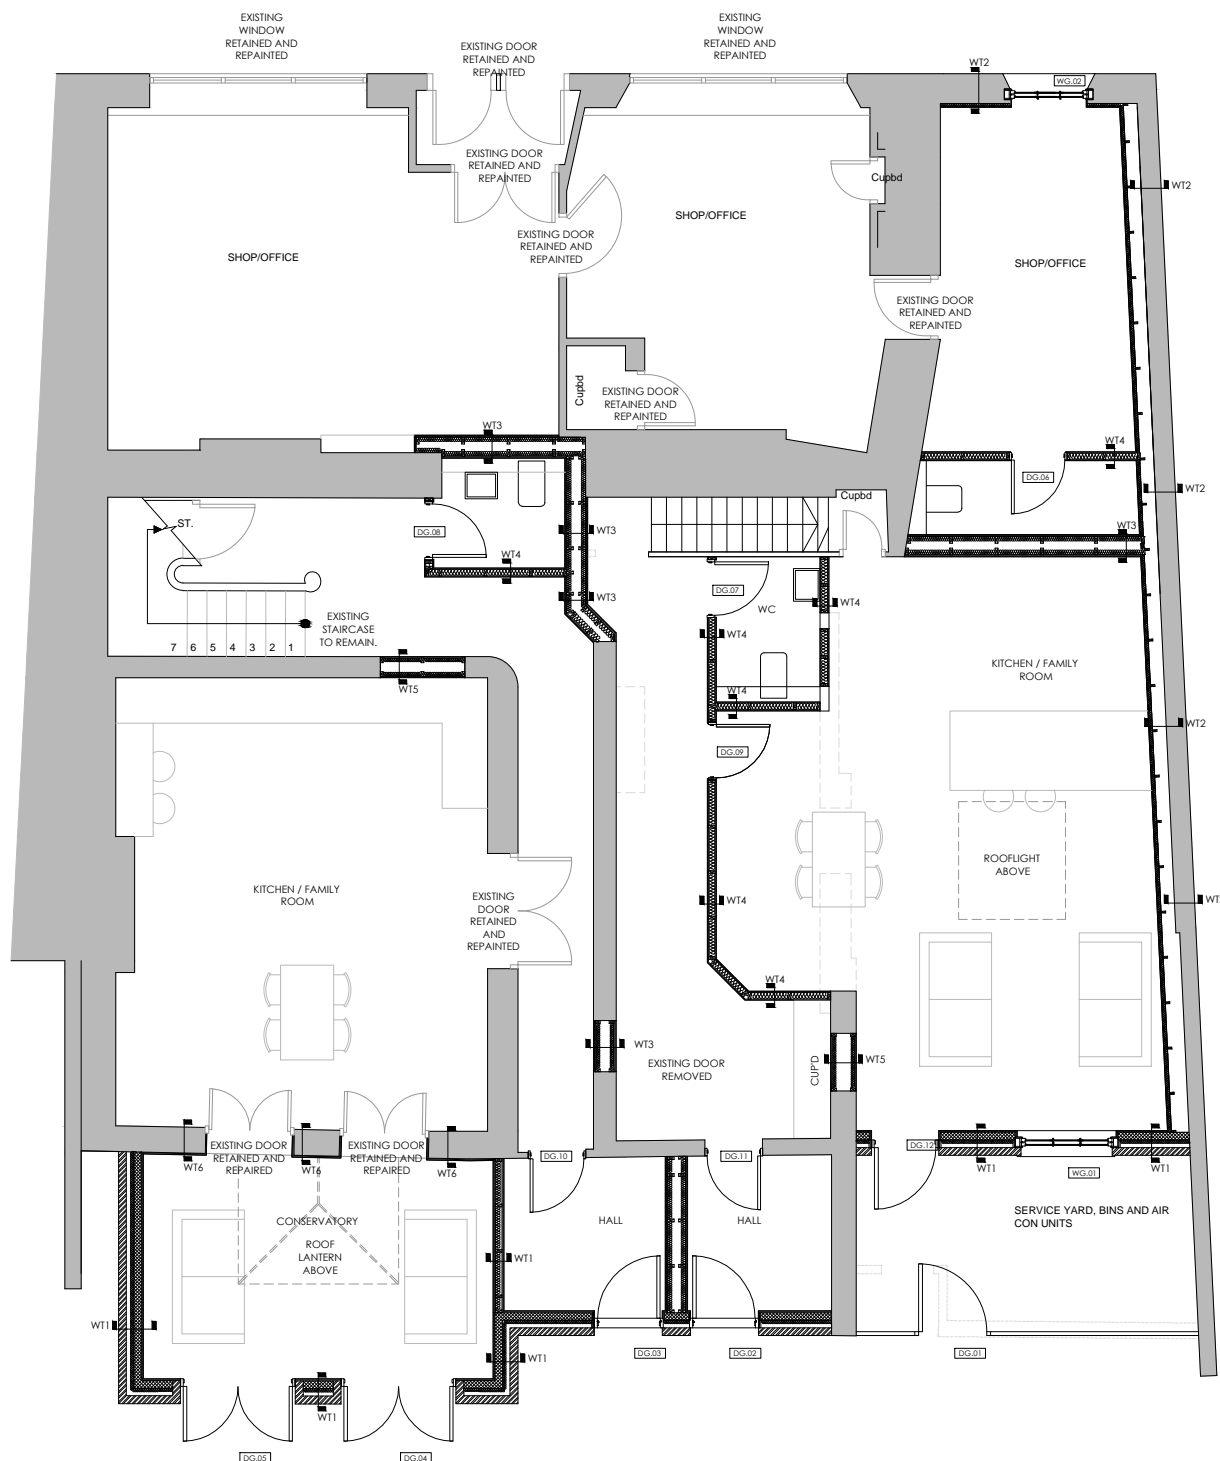 EXISTING
WINDOW
RETAINED AND
REPAINTED
EXISTING DOOR
RETAINED AND
REPAINTED
EXISTING
WINDOW
RETAINED AND
REPAINTED
WT2
WG.02
EXISTING DOOR
RETAINED AND
REPAINTED
Cupbd
WT2
SHOP/OFFICE
EXISTING DOOR
RETAINED AND
REPAINTED
SHOP/OFFICE
SHOP/OFFICE
EXISTING DOOR
RETAINED AND
REPAINTED
Cupbd
EXISTING DOOR
RETAINED AND
REPAINTED
WT3
WT4
DG.06
WT2
Cupbd
ST.
DG.08
WT3
WT3
WT4
DG.07
WT3
WC
WT4
EXISTING
STAIRCASE
TO REMAIN.
7 6 5 4 3 2 1
WT4
KITCHEN / FAMILY
ROOM
WT5
WT4
WT2
DG.09
ROOFLIGHT
ABOVE
KITCHEN / FAMILY
ROOM
EXISTING
DOOR
RETAINED
AND
REPAINTED
WT4
WT
WT4
WT3
EXISTING DOOR
REMOVED
CUP'D
WT5
EXISTING DOOR
RETAINED
AND REPAIRED
EXISTING DOOR
RETAINED
AND REPAIRED
WT6
WT6
WT6
DG.10
DG.11
DG.12
WT1
WG.01
WT1
CONSERVATORY
ROOF
LANTERN
ABOVE
HALL
HALL
SERVICE YARD, BINS AND AIR
CON UNITS
WT1
WT1
WT1
DG.03
DG.02
DG.01
WT1
DG.05
DG.04